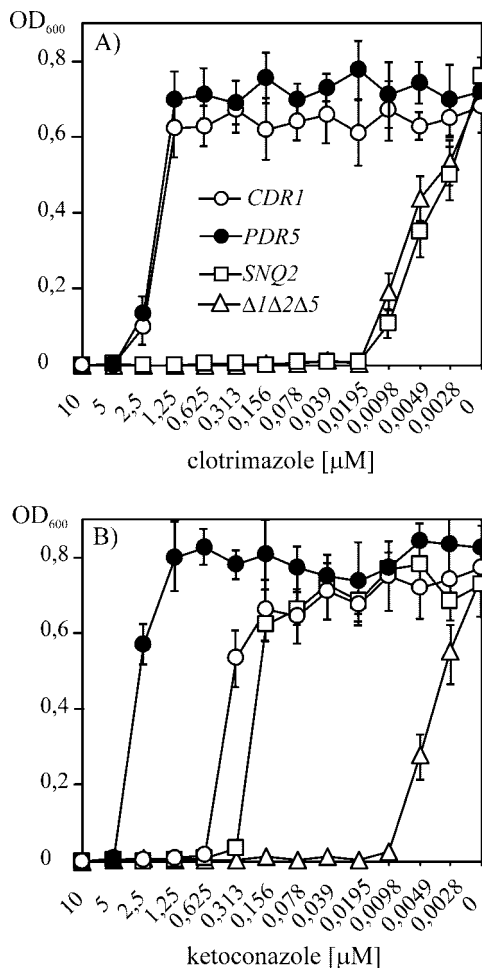 OD600
A)
0,8
0,6
0,4
0,2
0
CDR1
PDR5
SNQ2
Δ1Δ2Δ5
10 5 2,5 1,25 0,625 0,313 0,156 0,078 0,039 0,0195 0,0098 0,0049 0,0028 0
clotrimazole [μM]
OD600
B)
0,8
0,6
0,4
0,2
0
10 5 2,5 1,25 0,625 0,313 0,156 0,078 0,039 0,0195 0,0098 0,0049 0,0028 0
ketoconazole [μM]